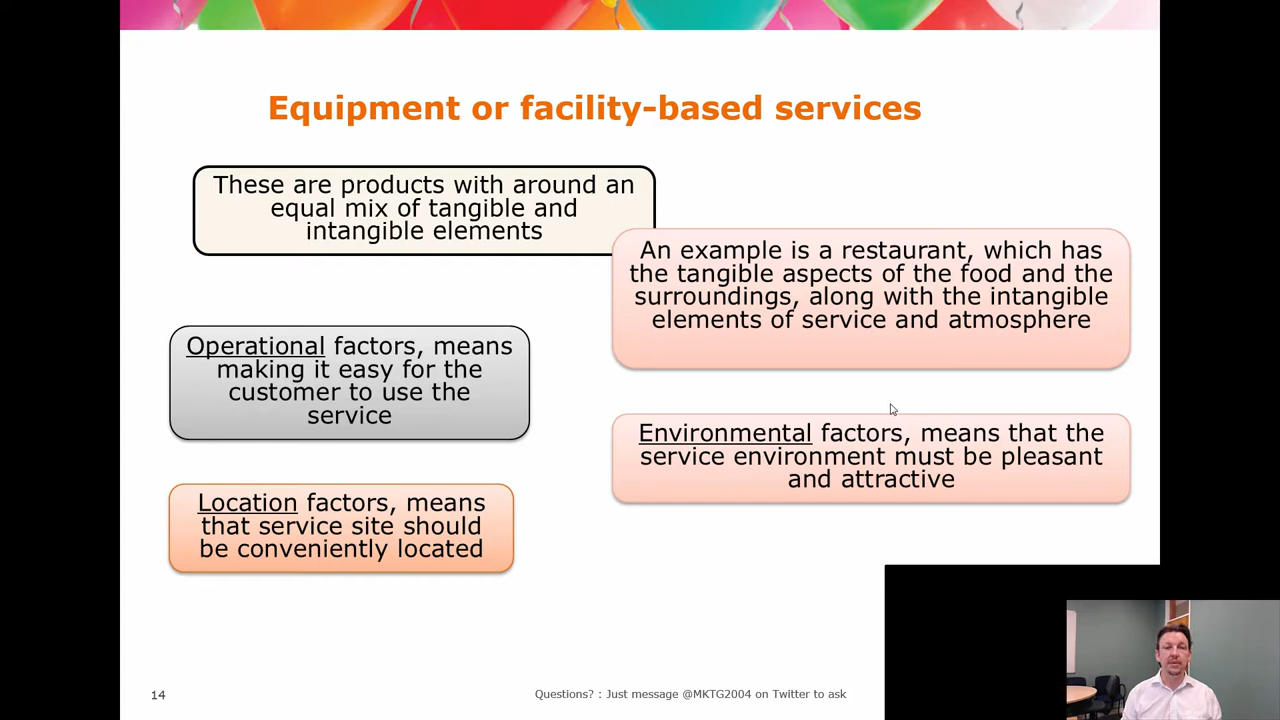 Equipment or facility-based services
These are products with around an
equal mix of tangible and
intangible elements
An example is a restaurant, which has
the tangible aspects of the food and the
surroundings, along with the intangible
elements of service and atmosphere
Operational factors, means
making it easy for the
customer to use the
service
Environmental factors, means that the
service environment must be pleasant
and attractive
Location factors, means
that service site should
be conveniently located
14
Questions? : Just message @MKTG2004 on Twitter to ask